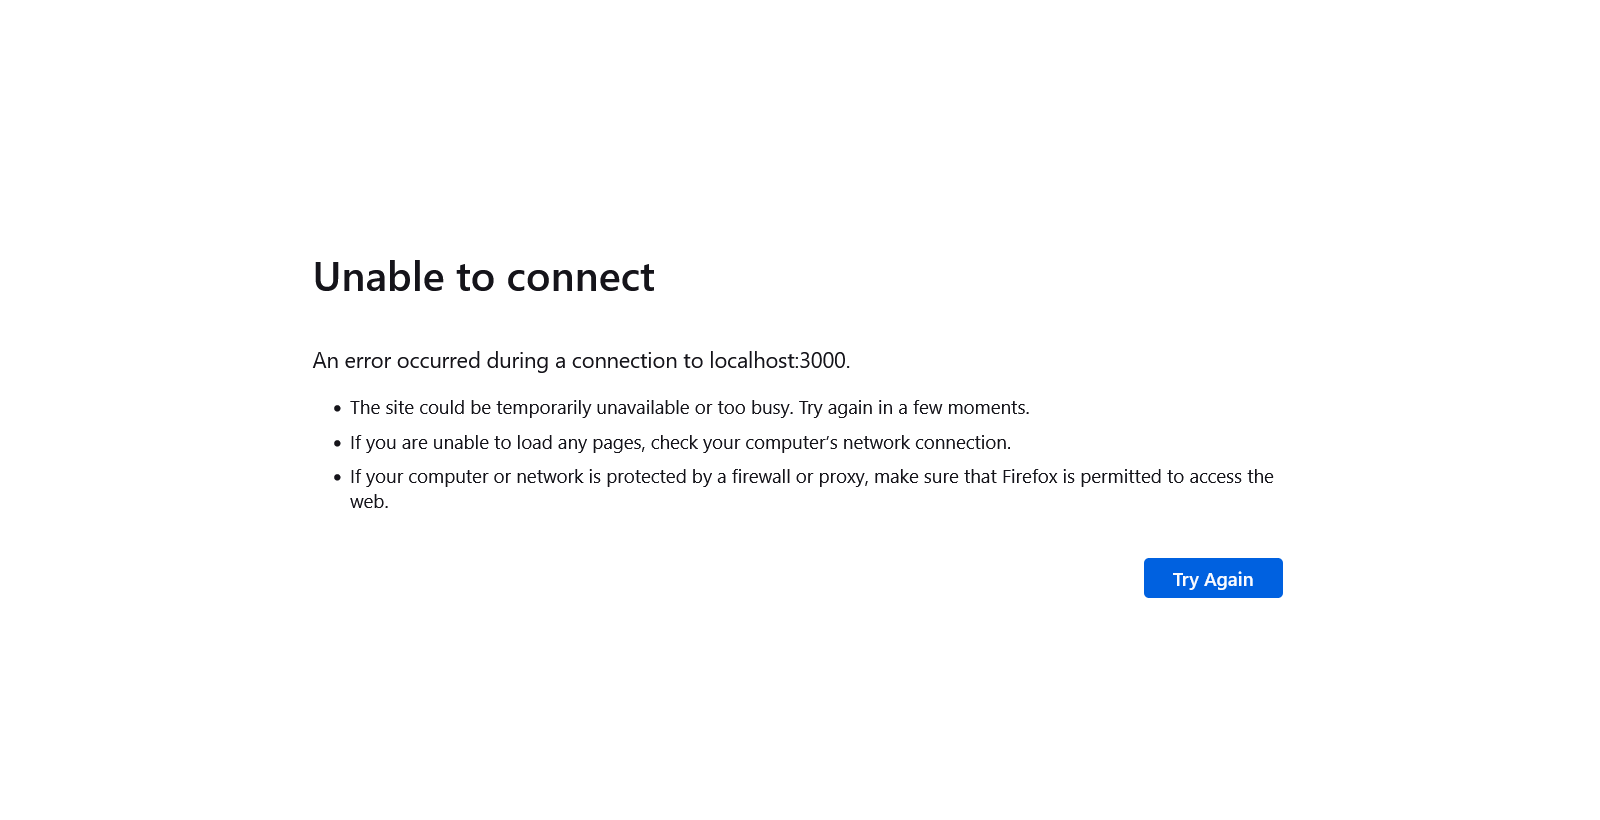 Unable to connect
An error occurred during a connection to localhost:3000.
• The site could be temporarily unavailable or too busy. Try again in a few moments.
• If you are unable to load any pages, check your computer’s network connection.
• If your computer or network is protected by a firewall or proxy, make sure that Firefox is permitted to access the
web.
Try Again